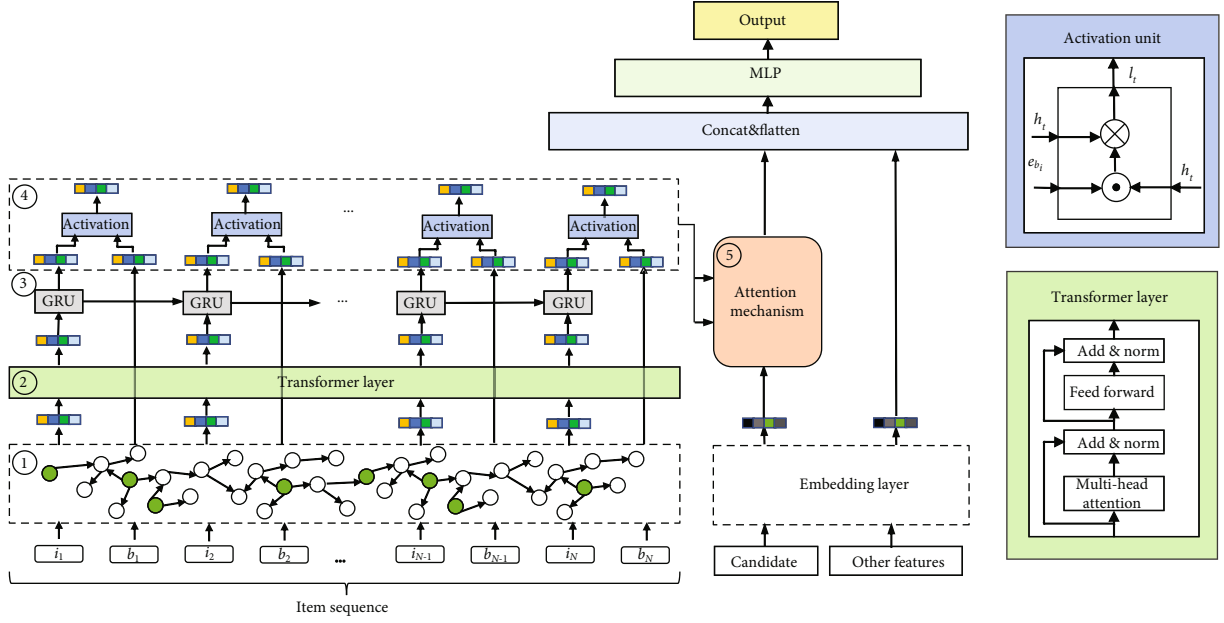 Output
MLP
Concat&flatten
4
Activation
Activation
...
Activation
Activation
3
GRU
GRU
...
GRU
GRU
5
Attention
mechanism
2
Transformer layer
1
Embedding layer
i1
b1
i2
b2
...
iN-1
bN-1
iN
bN
Candidate
Other features
Item sequence
Activation unit
lt
ht
ebi
ht
Transformer layer
Add & norm
Feed forward
Add & norm
Multi-head
attention